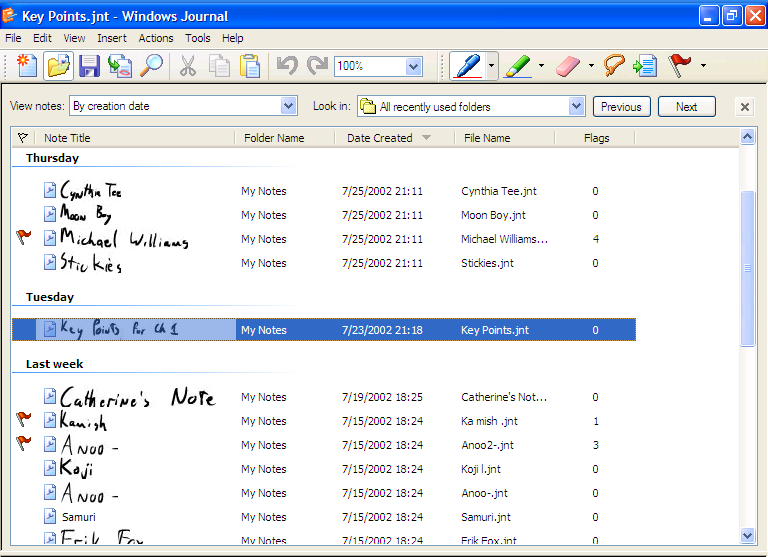 Key Points.jnt - Windows Journal
File Edit View Insert Actions Tools Help
100%
View notes: By creation date Look in: All recently used folders Previous Next
Note Title Folder Name Date Created File Name Flags
Thursday
Cynthia Tee My Notes 7/25/2002 21:11 Cynthia Tee.jnt 0
Moon Boy My Notes 7/25/2002 21:11 Moon Boy.jnt 0
Michael Williams My Notes 7/25/2002 21:11 Michael Williams... 4
Stickies My Notes 7/25/2002 21:11 Stickies.jnt 0
Tuesday
Key Points for Ch 1 My Notes 7/23/2002 21:18 Key Points.jnt 0
Last week
Catherine's Note My Notes 7/19/2002 18:25 Catherine's Not... 0
Kamish My Notes 7/15/2002 18:24 Ka mish .jnt 1
Anoo - My Notes 7/15/2002 18:24 Anoo2-.jnt 3
Koji My Notes 7/15/2002 18:24 Koji l.jnt 0
Anoo - My Notes 7/15/2002 18:24 Anoo-.jnt 0
Samuri My Notes 7/15/2002 18:24 Samuri.jnt 0
Erik Fox My Notes 7/15/2002 18:24 Erik Fox.jnt 0